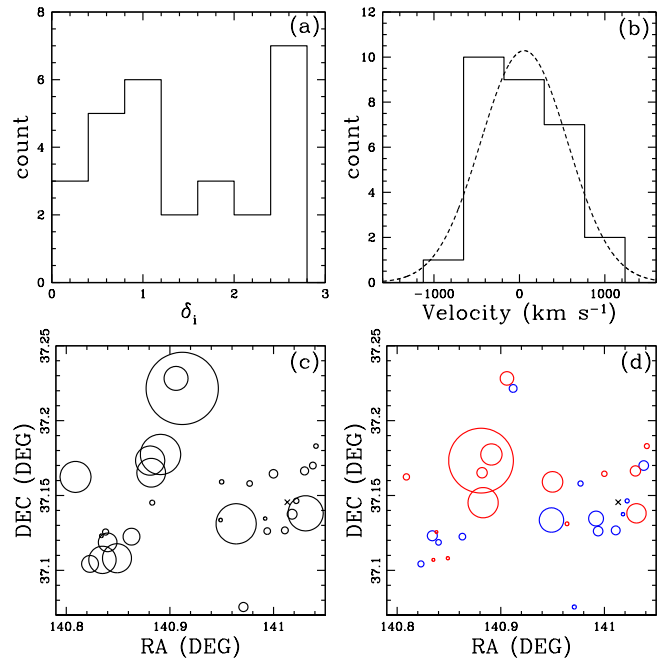 (a)
8
6
4
2
0
count
0 1 2 3
δi
(b)
12
10
8
6
4
2
0
count
-1000 0 1000
Velocity (km s⁻¹)
(c)
37.25
37.2
37.15
37.1
DEC (DEG)
140.8 140.9 141
RA (DEG)
(d)
37.25
37.2
37.15
37.1
DEC (DEG)
140.8 140.9 141
RA (DEG)